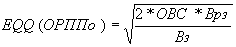 EQQ (ОРППо) = √(2 * ОВС * Врз / Вз)